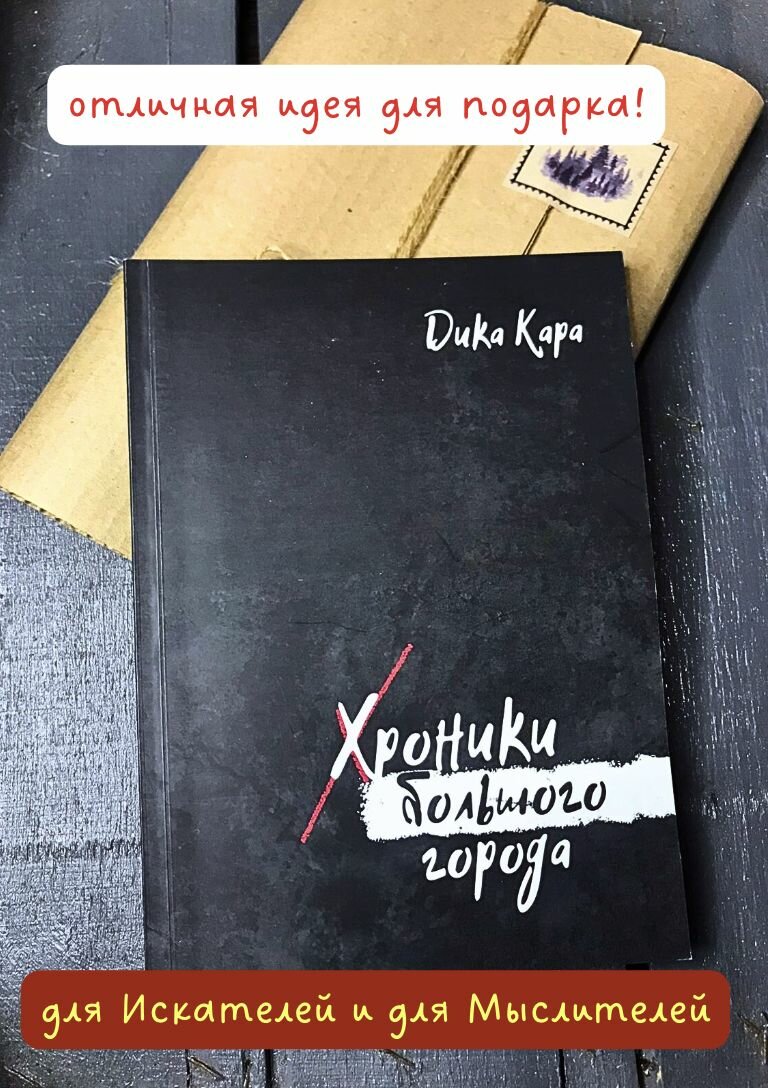 отличная идея для подарка!
Дика Кара
Хроники
большого
города
для Искателей и для Мыслителей